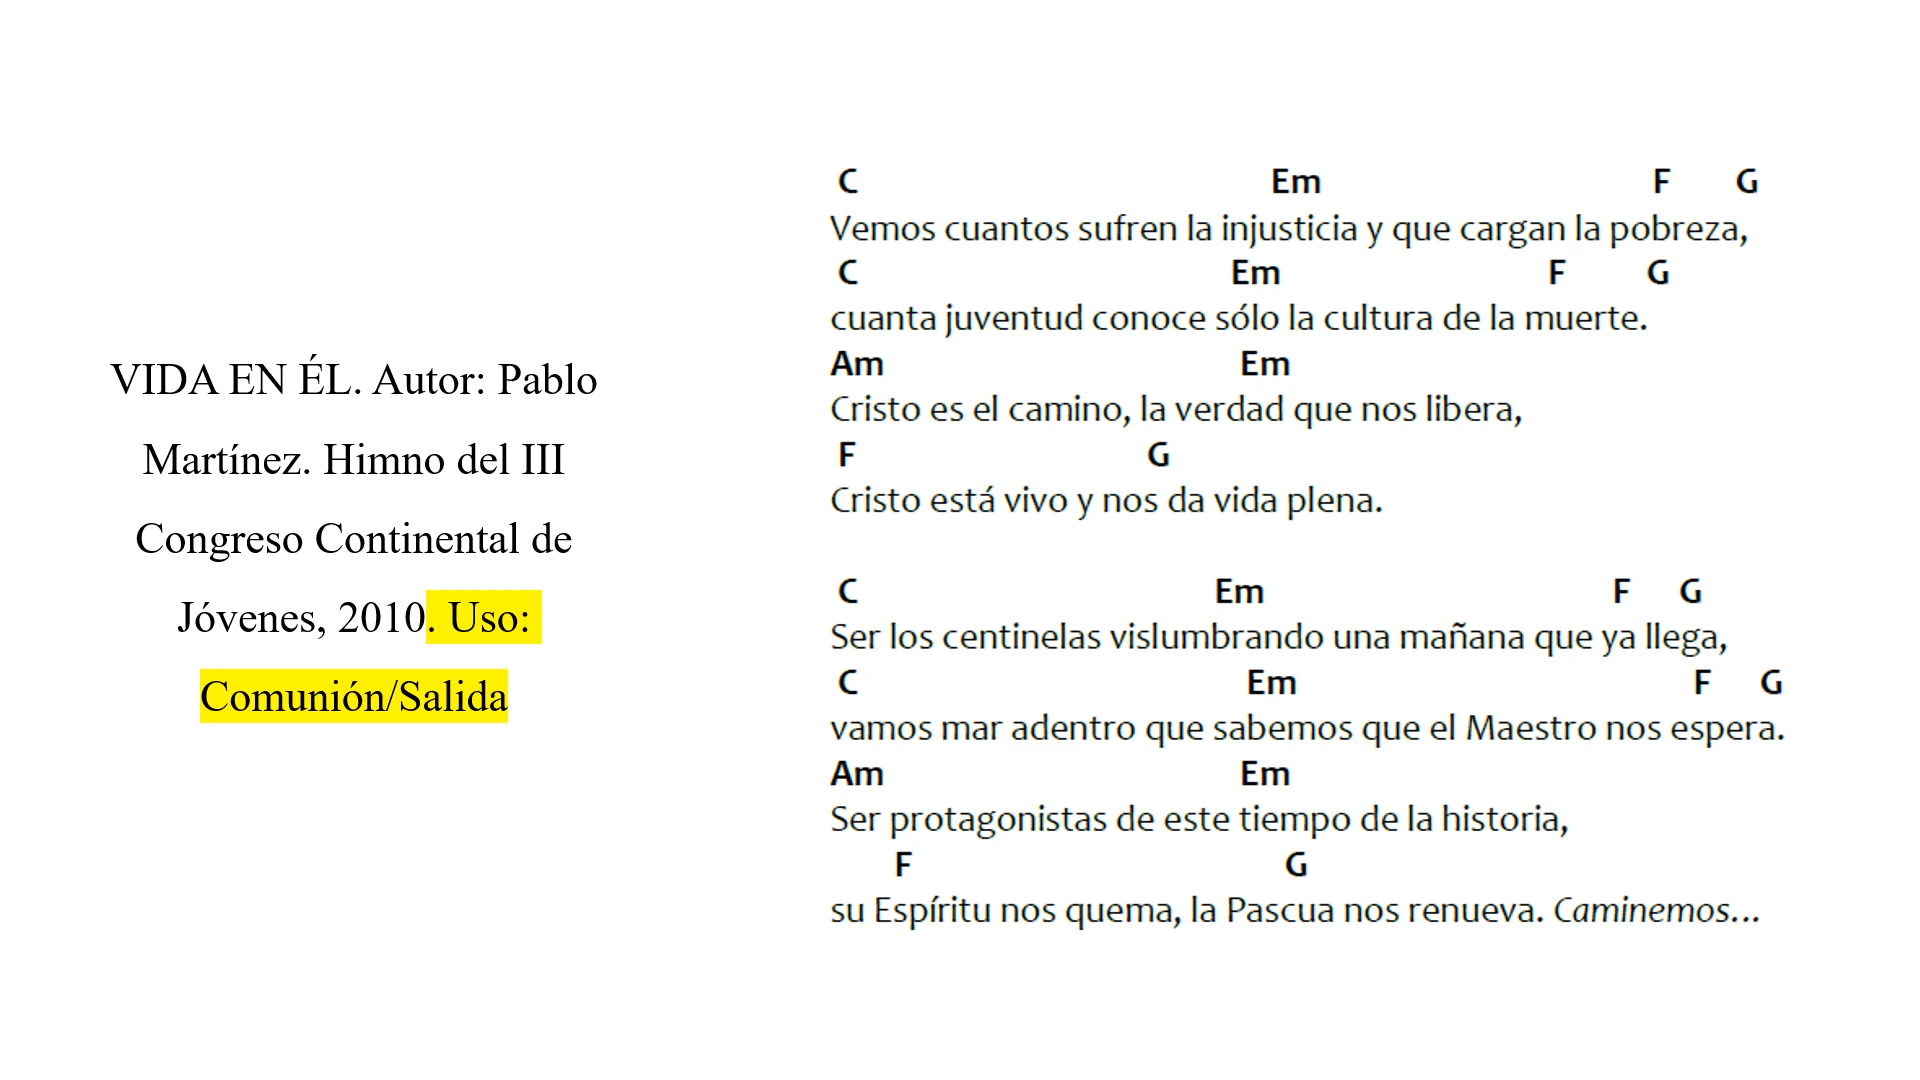 VIDA EN ÉL. Autor: Pablo
Martínez. Himno del III
Congreso Continental de
Jóvenes, 2010. Uso:
Comunión/Salida
C Em F G
Vemos cuantos sufren la injusticia y que cargan la pobreza,
C Em F G
cuanta juventud conoce sólo la cultura de la muerte.
Am Em
Cristo es el camino, la verdad que nos libera,
F G
Cristo está vivo y nos da vida plena.
C Em F G
Ser los centinelas vislumbrando una mañana que ya llega,
C Em F G
vamos mar adentro que sabemos que el Maestro nos espera.
Am Em
Ser protagonistas de este tiempo de la historia,
F G
su Espíritu nos quema, la Pascua nos renueva. Caminemos...